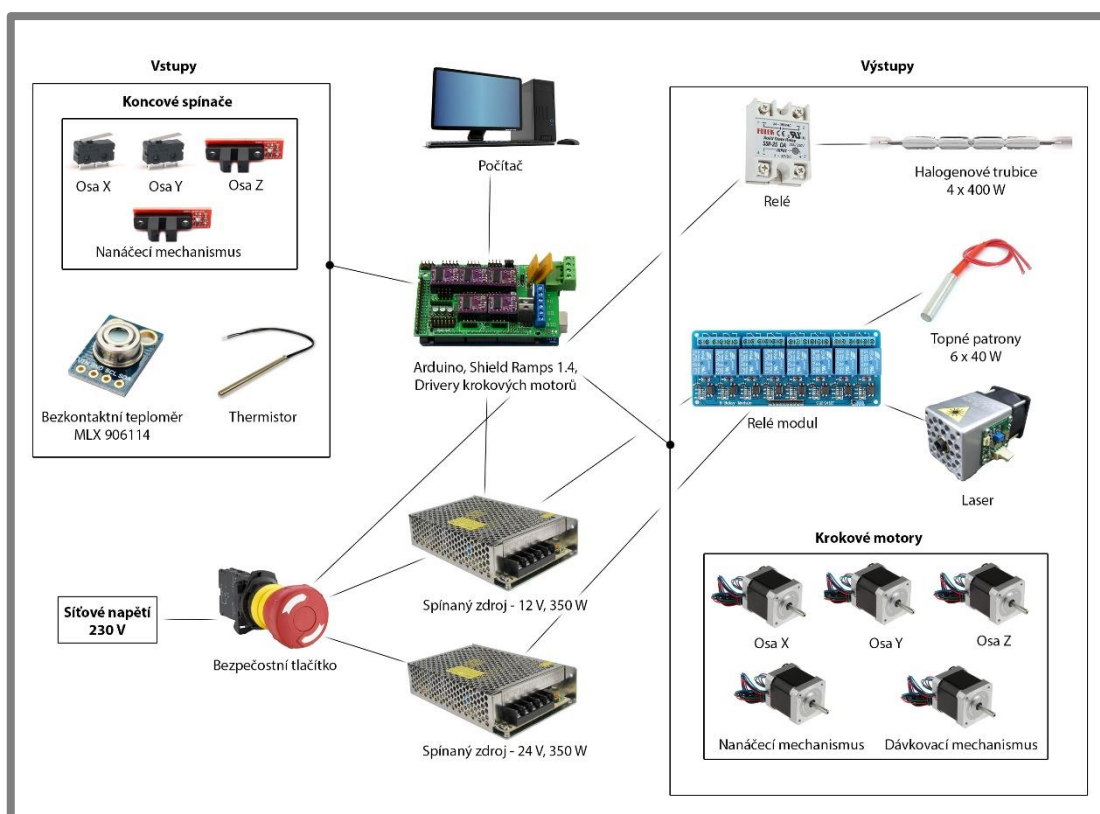 Vstupy
Koncové spínače
Osa X
Osa Y
Osa Z
Nanáčecí mechanismus
Bezkontaktní teploměr
MLX 906114
Thermistor
Počítač
Arduino, Shield Ramps 1.4,
Drivery krokových motorů
Síťové napětí
230 V
Bezpečostní tlačítko
Spínaný zdroj - 12 V, 350 W
Spínaný zdroj - 24 V, 350 W
Výstupy
Relé
Halogenové trubice
4 x 400 W
Topné patrony
6 x 40 W
Relé modul
Laser
Krokové motory
Osa X
Osa Y
Osa Z
Nanáčecí mechanismus
Dávkovací mechanismus